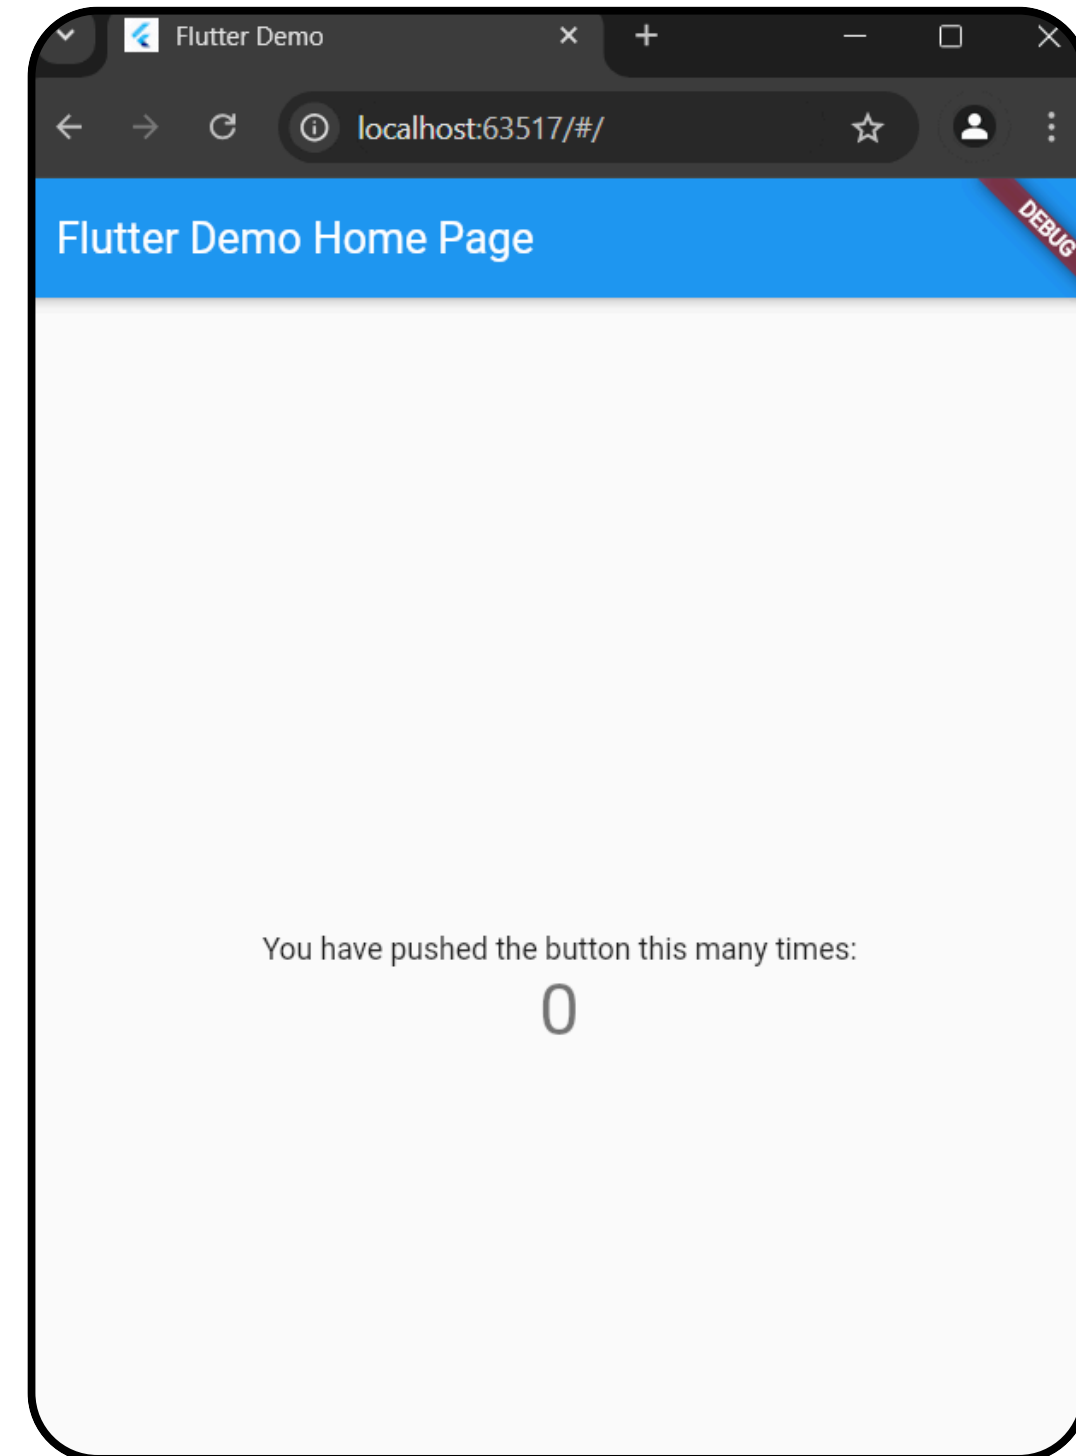 Flutter Demo
localhost:63517/#/
Flutter Demo Home Page
DEBUG
You have pushed the button this many times:
0